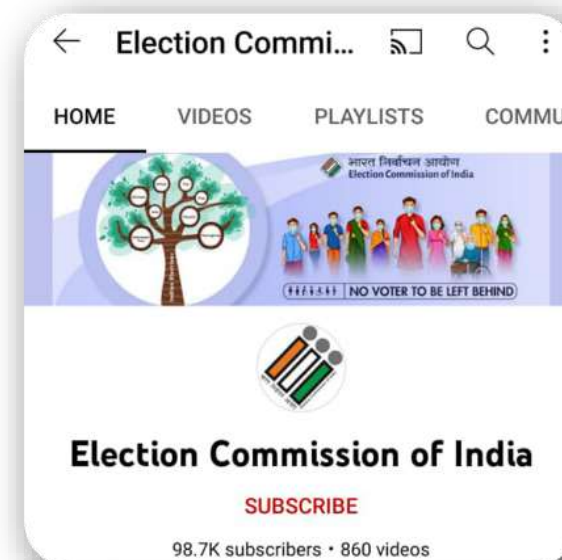 Election Commi...
HOME VIDEOS PLAYLISTS COMMU
भारत निर्वाचन आयोग
Election Commission of India
NO VOTER TO BE LEFT BEHIND
Election Commission of India
SUBSCRIBE
98.7K subscribers • 860 videos